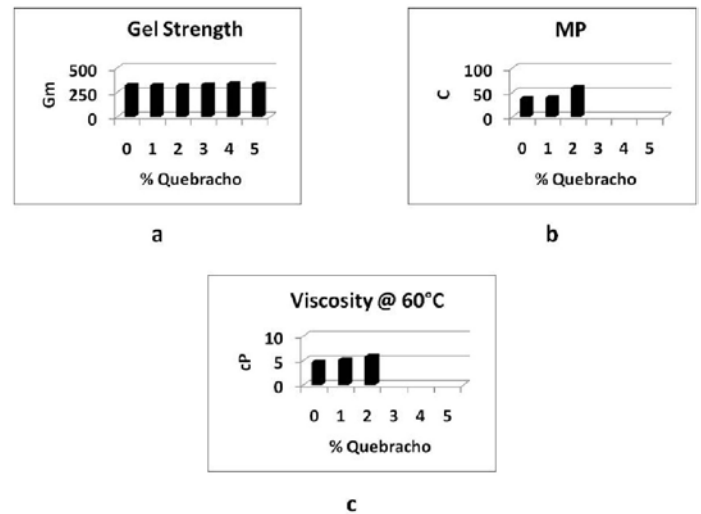 Gel Strength
500
250
0
Gm
0 1 2 3 4 5
% Quebracho
a
MP
100
50
0
C
0 1 2 3 4 5
% Quebracho
b
Viscosity @ 60°C
10
5
0
cP
0 1 2 3 4 5
% Quebracho
c